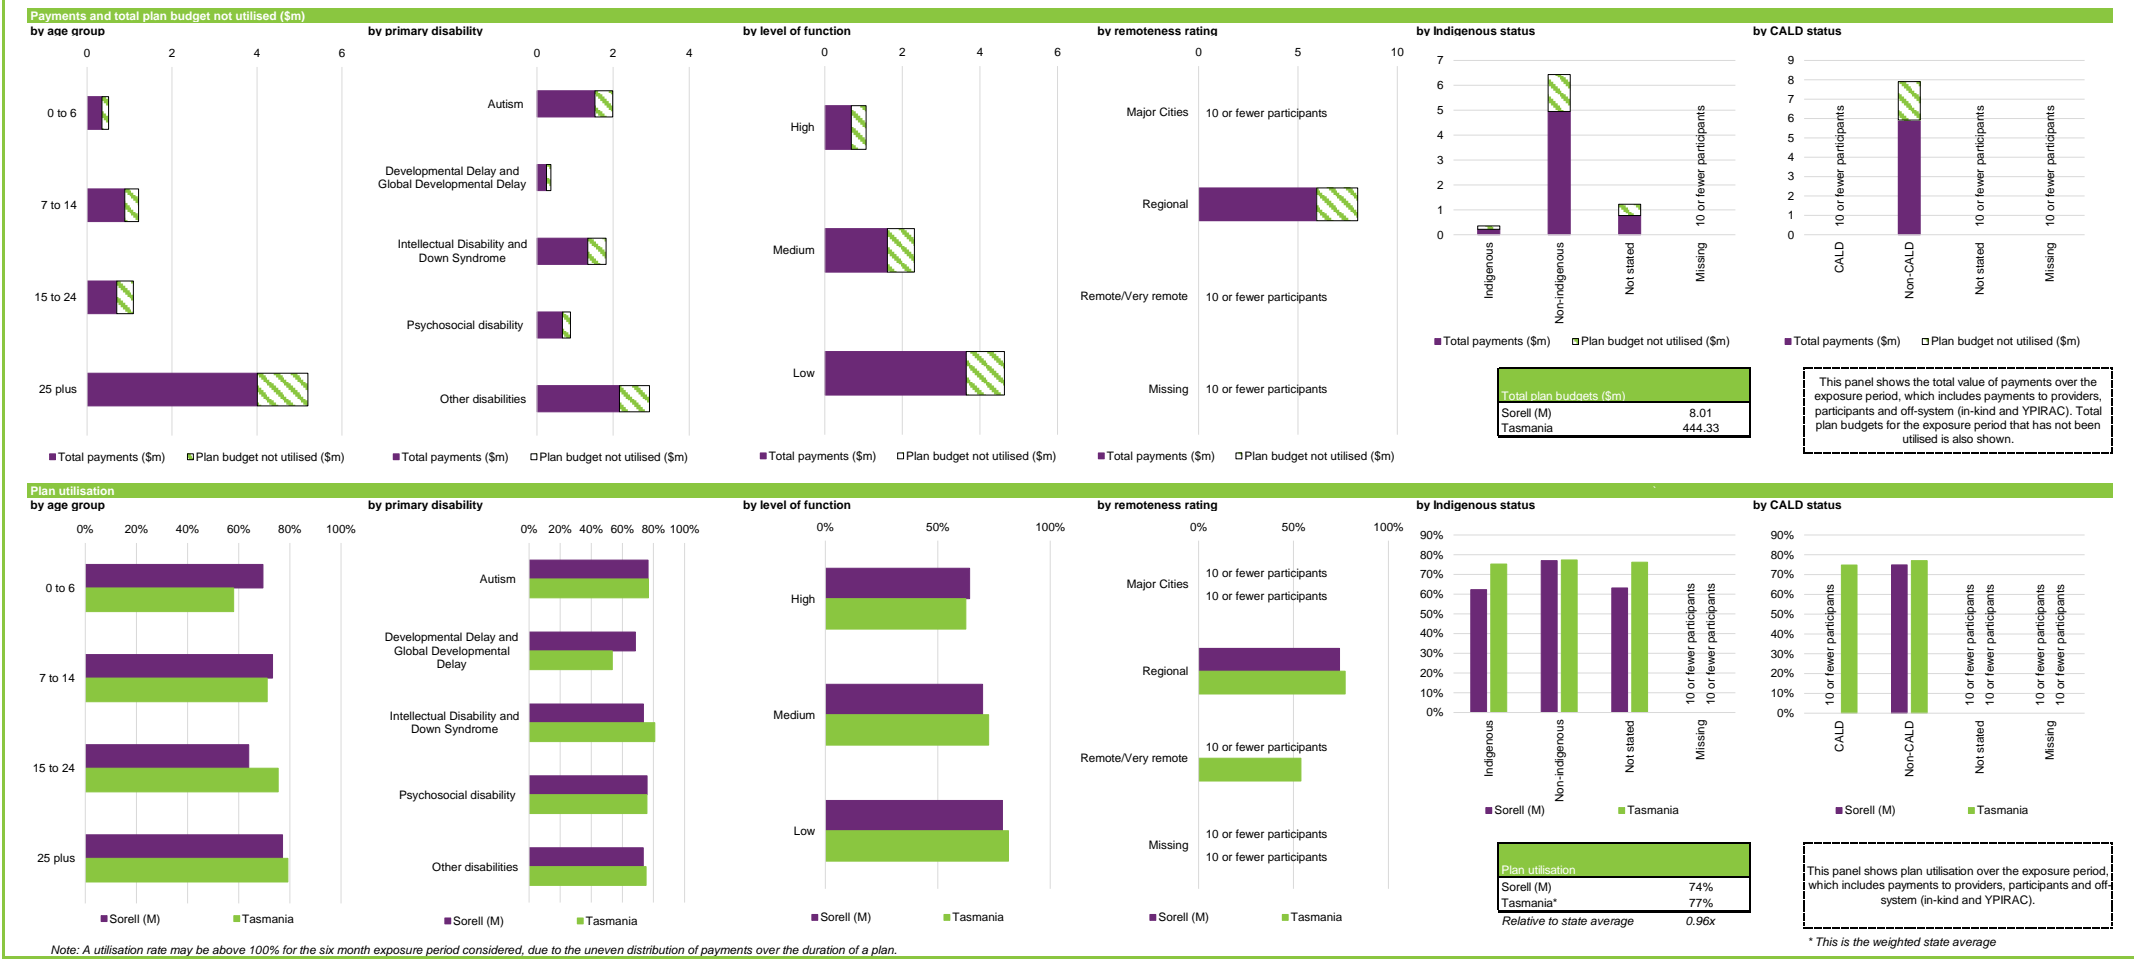 Payments and total plan budget not utilised ($m)
by age group
0 2 4 6
0 to 6
7 to 14
15 to 24
25 plus
Total payments ($m) Plan budget not utilised ($m)
by primary disability
0 2 4
Autism
Developmental Delay and
Global Developmental Delay
Intellectual Disability and
Down Syndrome
Psychosocial disability
Other disabilities
Total payments ($m) Plan budget not utilised ($m)
by level of function
0 2 4 6
High
Medium
Low
Total payments ($m) Plan budget not utilised ($m)
by remoteness rating
0 5 10
Major Cities 10 or fewer participants
Regional
Remote/Very remote 10 or fewer participants
Missing 10 or fewer participants
Total payments ($m) Plan budget not utilised ($m)
by Indigenous status
7
6
5
4
3
2
1
0
10 or fewer participants
Indigenous
Non-indigenous
Not stated
Missing
Total payments ($m) Plan budget not utilised ($m)
Total plan budgets ($m)
Sorell (M) 8.01
Tasmania 444.33
by CALD status
9
8
7
6
5
4
3
2
1
0
10 or fewer participants
10 or fewer participants
10 or fewer participants
CALD
Non-CALD
Not stated
Missing
Total payments ($m) Plan budget not utilised ($m)
This panel shows the total value of payments over the
exposure period, which includes payments to providers,
participants and off-system (in-kind and YPIRAC). Total
plan budgets for the exposure period that has not been
utilised is also shown.
Plan utilisation
by age group
0% 20% 40% 60% 80% 100%
0 to 6
7 to 14
15 to 24
25 plus
Sorell (M) Tasmania
by primary disability
0% 20% 40% 60% 80% 100%
Autism
Developmental Delay and
Global Developmental
Delay
Intellectual Disability and
Down Syndrome
Psychosocial disability
Other disabilities
Sorell (M) Tasmania
by level of function
0% 50% 100%
High
Medium
Low
Sorell (M) Tasmania
by remoteness rating
0% 50% 100%
Major Cities
10 or fewer participants
10 or fewer participants
Regional
10 or fewer participants
Remote/Very remote
10 or fewer participants
Missing
10 or fewer participants
Sorell (M) Tasmania
by Indigenous status
90%
80%
70%
60%
50%
40%
30%
20%
10%
0%
10 or fewer participants
10 or fewer participants
Indigenous
Non-indigenous
Not stated
Missing
Sorell (M) Tasmania
Plan utilisation
Sorell (M) 74%
Tasmania* 77%
Relative to state average 0.96x
by CALD status
90%
80%
70%
60%
50%
40%
30%
20%
10%
0%
10 or fewer participants
10 or fewer participants
10 or fewer participants
10 or fewer participants
10 or fewer participants
CALD
Non-CALD
Not stated
Missing
Sorell (M) Tasmania
This panel shows plan utilisation over the exposure period,
which includes payments to providers, participants and off-
system (in-kind and YPIRAC).
* This is the weighted state average
Note: A utilisation rate may be above 100% for the six month exposure period considered, due to the uneven distribution of payments over the duration of a plan.